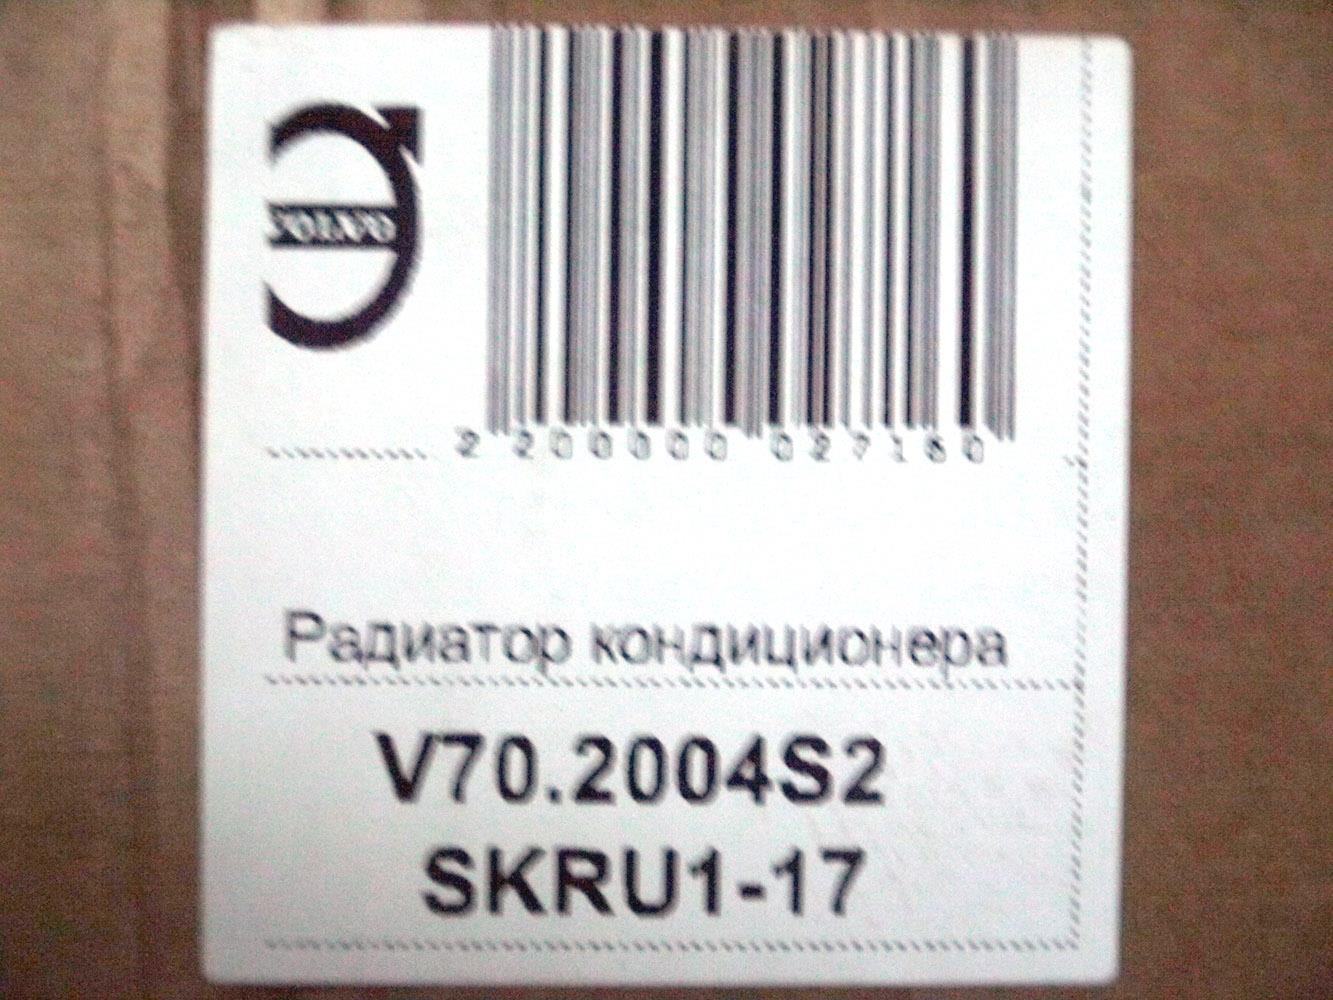 VOLVO
2 200000 027160
Радиатор кондиционера
V70.2004S2
SKRU1-17